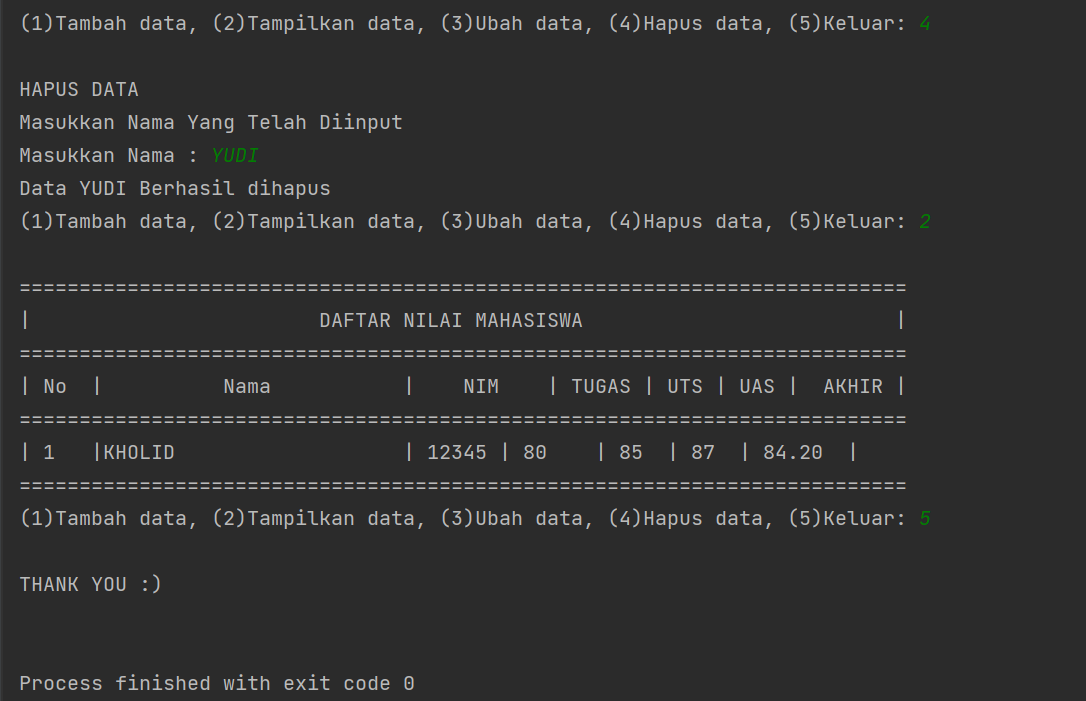 (1)Tambah data, (2)Tampilkan data, (3)Ubah data, (4)Hapus data, (5)Keluar: 4
HAPUS DATA
Masukkan Nama Yang Telah Diinput
Masukkan Nama : YUDI
Data YUDI Berhasil dihapus
(1)Tambah data, (2)Tampilkan data, (3)Ubah data, (4)Hapus data, (5)Keluar: 2
==========================================================================
|                        DAFTAR NILAI MAHASISWA                          |
==========================================================================
| No  |          Nama           |    NIM    | TUGAS | UTS | UAS |  AKHIR |
==========================================================================
| 1   |KHOLID                   | 12345 | 80    | 85  | 87  | 84.20  |
==========================================================================
(1)Tambah data, (2)Tampilkan data, (3)Ubah data, (4)Hapus data, (5)Keluar: 5
THANK YOU :)
Process finished with exit code 0